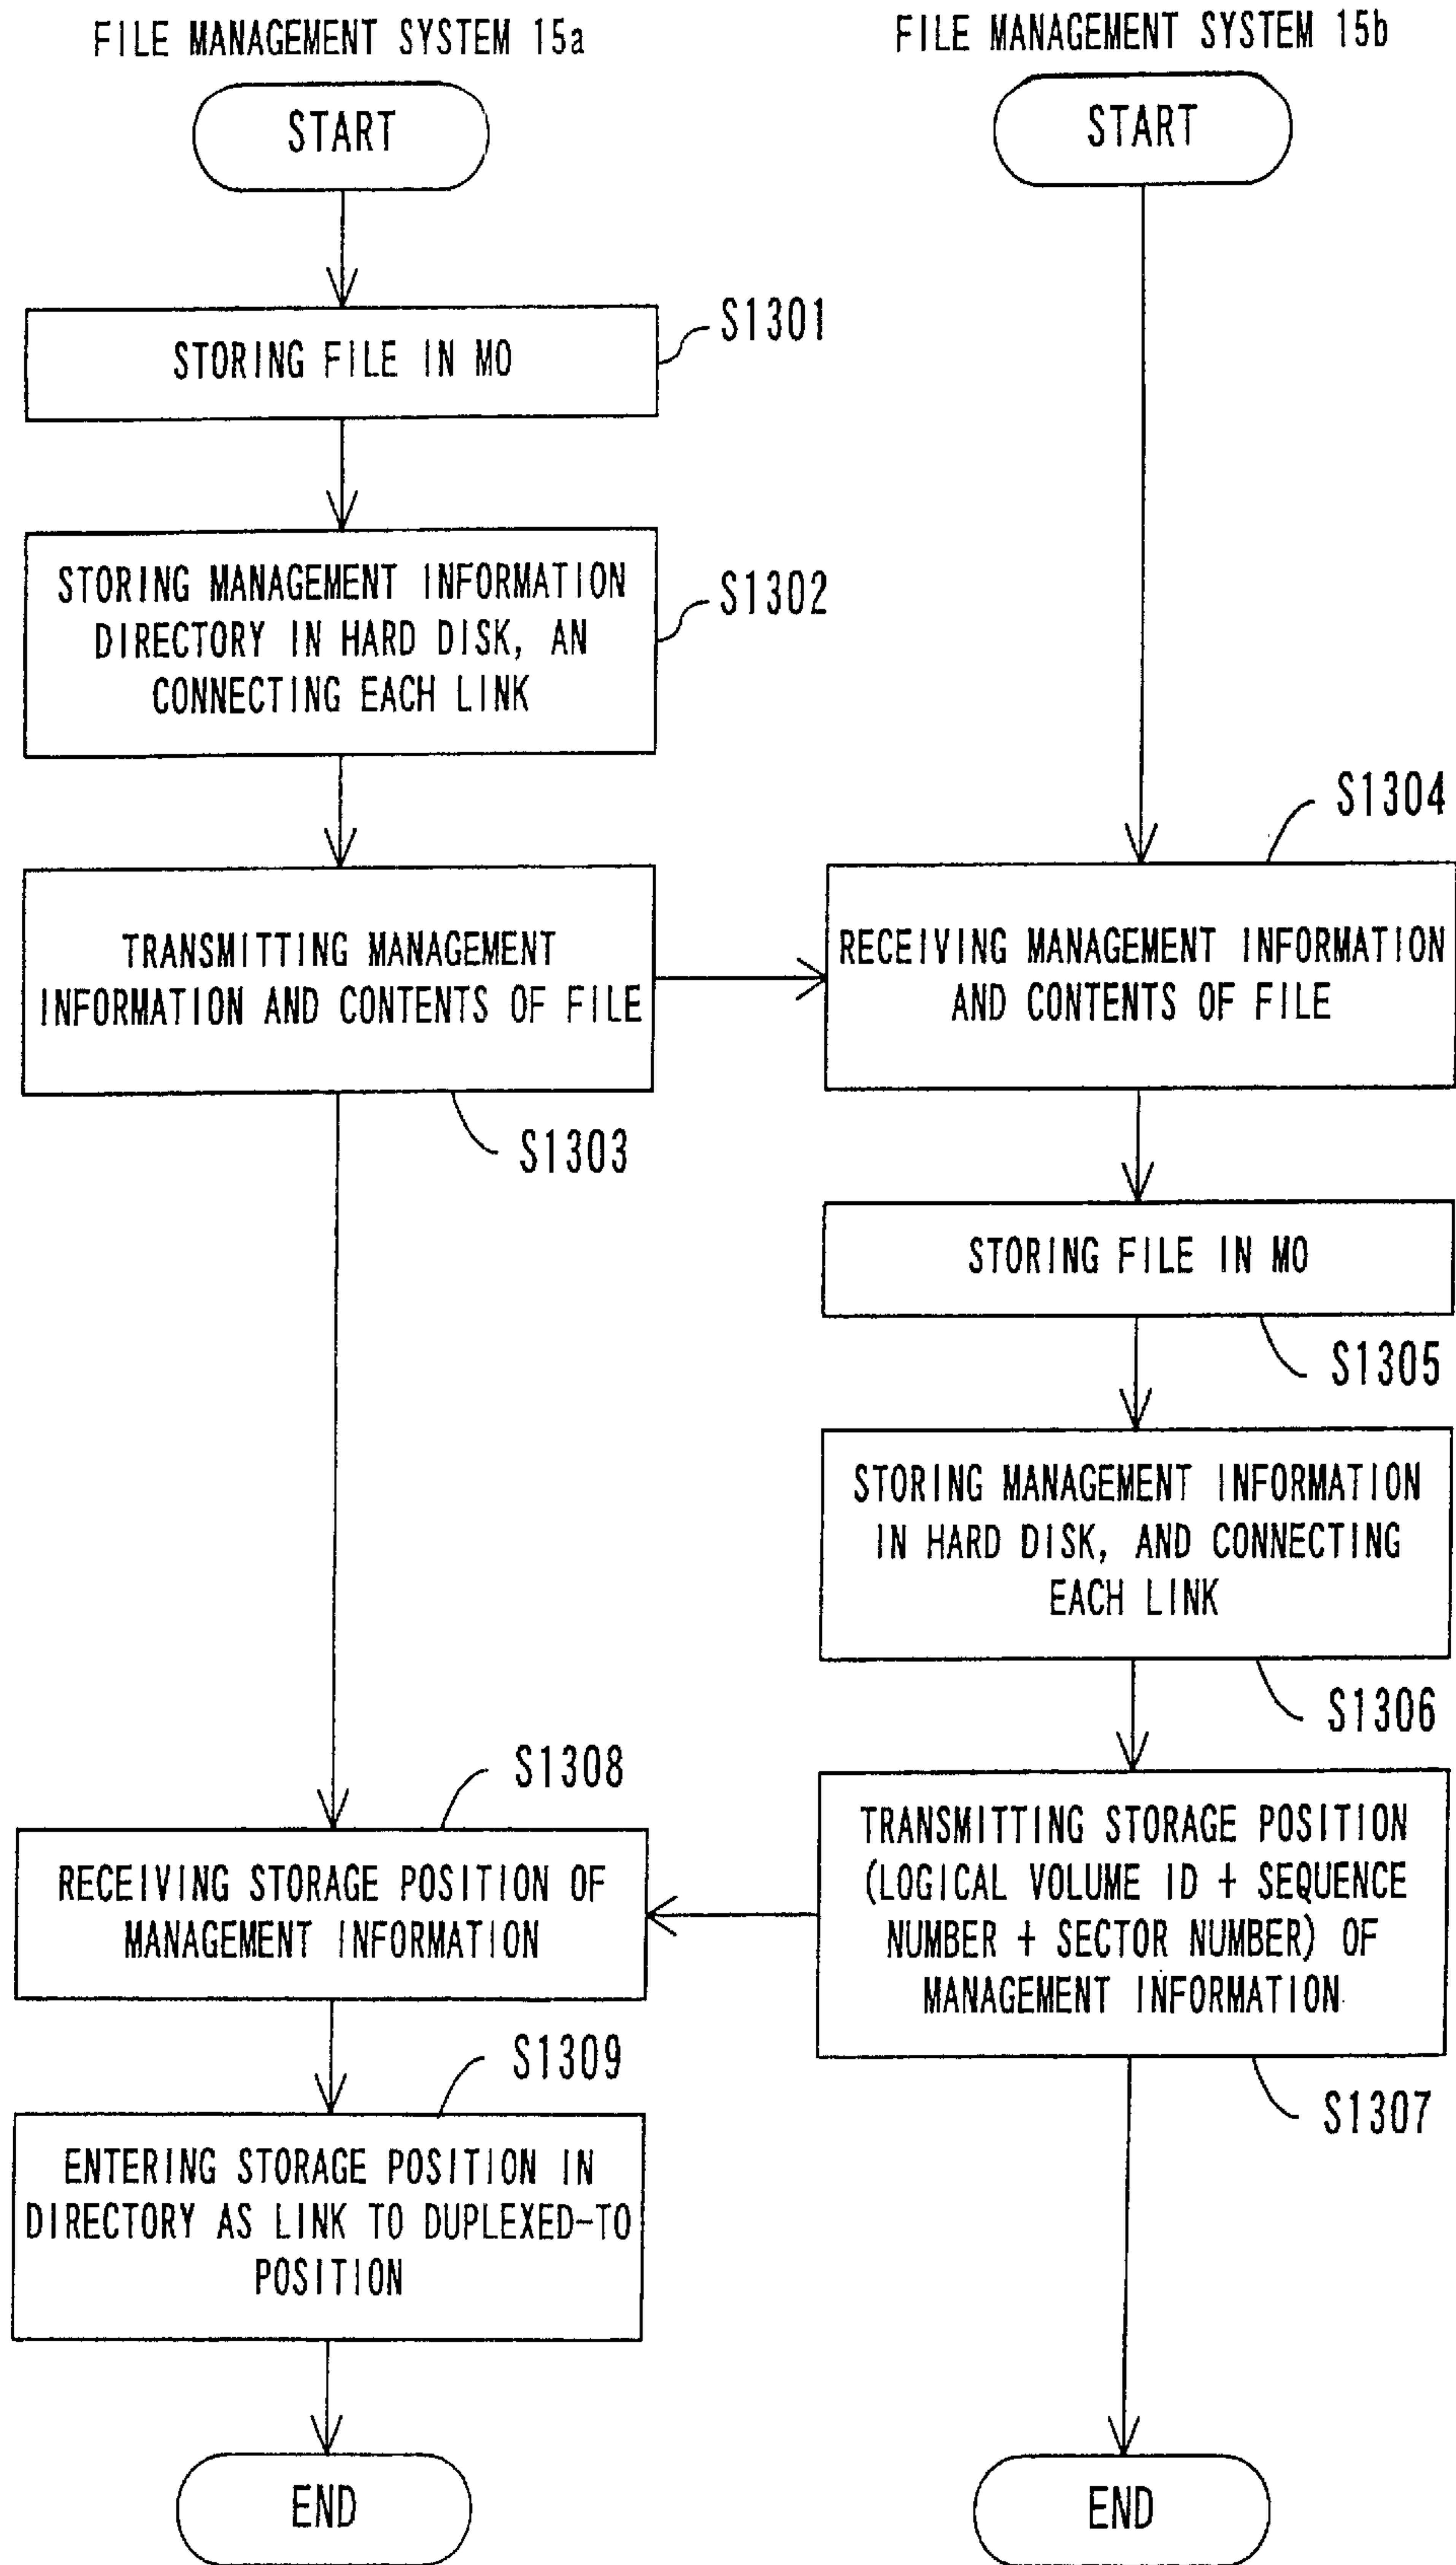 FILE MANAGEMENT SYSTEM 15a
FILE MANAGEMENT SYSTEM 15b
START
START
S1301
STORING FILE IN MO
STORING MANAGEMENT INFORMATION
DIRECTORY IN HARD DISK, AN
CONNECTING EACH LINK
S1302
S1304
TRANSMITTING MANAGEMENT
INFORMATION AND CONTENTS OF FILE
RECEIVING MANAGEMENT INFORMATION
AND CONTENTS OF FILE
S1303
STORING FILE IN MO
S1305
STORING MANAGEMENT INFORMATION
IN HARD DISK, AND CONNECTING
EACH LINK
S1306
S1308
TRANSMITTING STORAGE POSITION
(LOGICAL VOLUME ID + SEQUENCE
NUMBER + SECTOR NUMBER) OF
MANAGEMENT INFORMATION
RECEIVING STORAGE POSITION OF
MANAGEMENT INFORMATION
S1309
S1307
ENTERING STORAGE POSITION IN
DIRECTORY AS LINK TO DUPLEXED-TO
POSITION
END
END